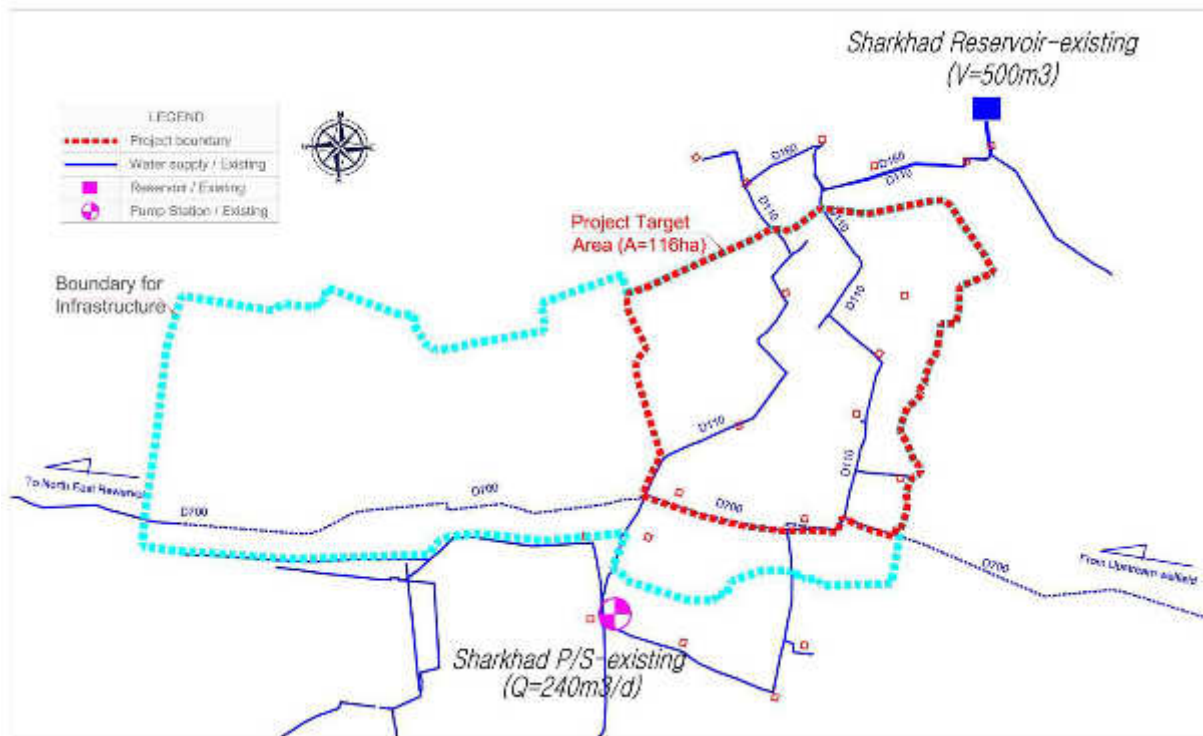 Sharkhad Reservoir-existing
(V=500m3)
LEGEND
Project boundary
Water supply / Existing
Reservoir / Existing
Pump Station / Existing
N
D160
D160
D110
D110
D110
Project Target
Area (A=116ha)
Boundary for
Infrastructure
D110
D110
D110
To North East Reservoir
D700
D700
D700
From Upstream wellfield
D700
Sharkhad P/S-existing
(Q=240m3/d)